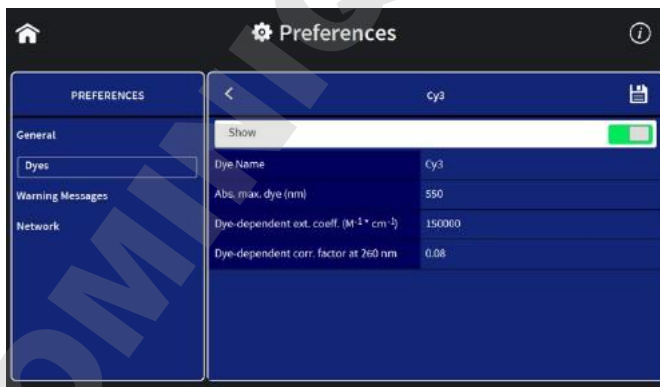 Preferences
PREFERENCES
General
Dyes
Warning Messages
Network
Cy3
Show
Dye Name Cy3
Abs. max. dye (nm) 550
Dye-dependent ext. coeff. (M⁻¹ * cm⁻¹) 150000
Dye-dependent corr. factor at 260 nm 0.08